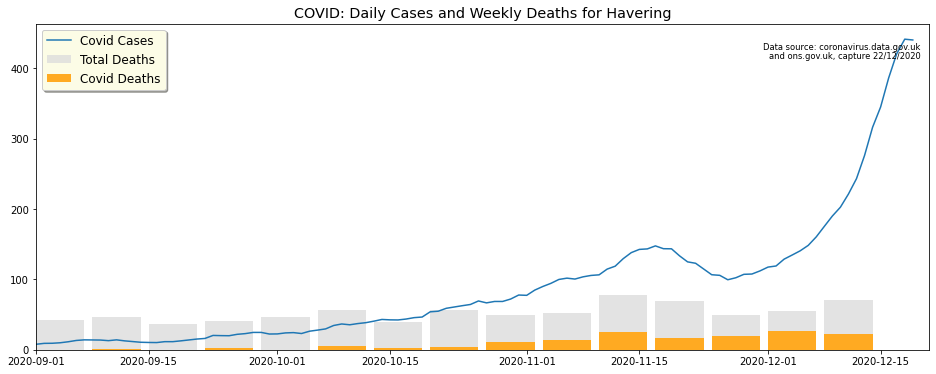 COVID: Daily Cases and Weekly Deaths for Havering
Covid Cases
Total Deaths
Covid Deaths
Data source: coronavirus.data.gov.uk
and ons.gov.uk, capture 22/12/2020
400
300
200
100
0
2020-09-01 2020-09-15 2020-10-01 2020-10-15 2020-11-01 2020-11-15 2020-12-01 2020-12-15